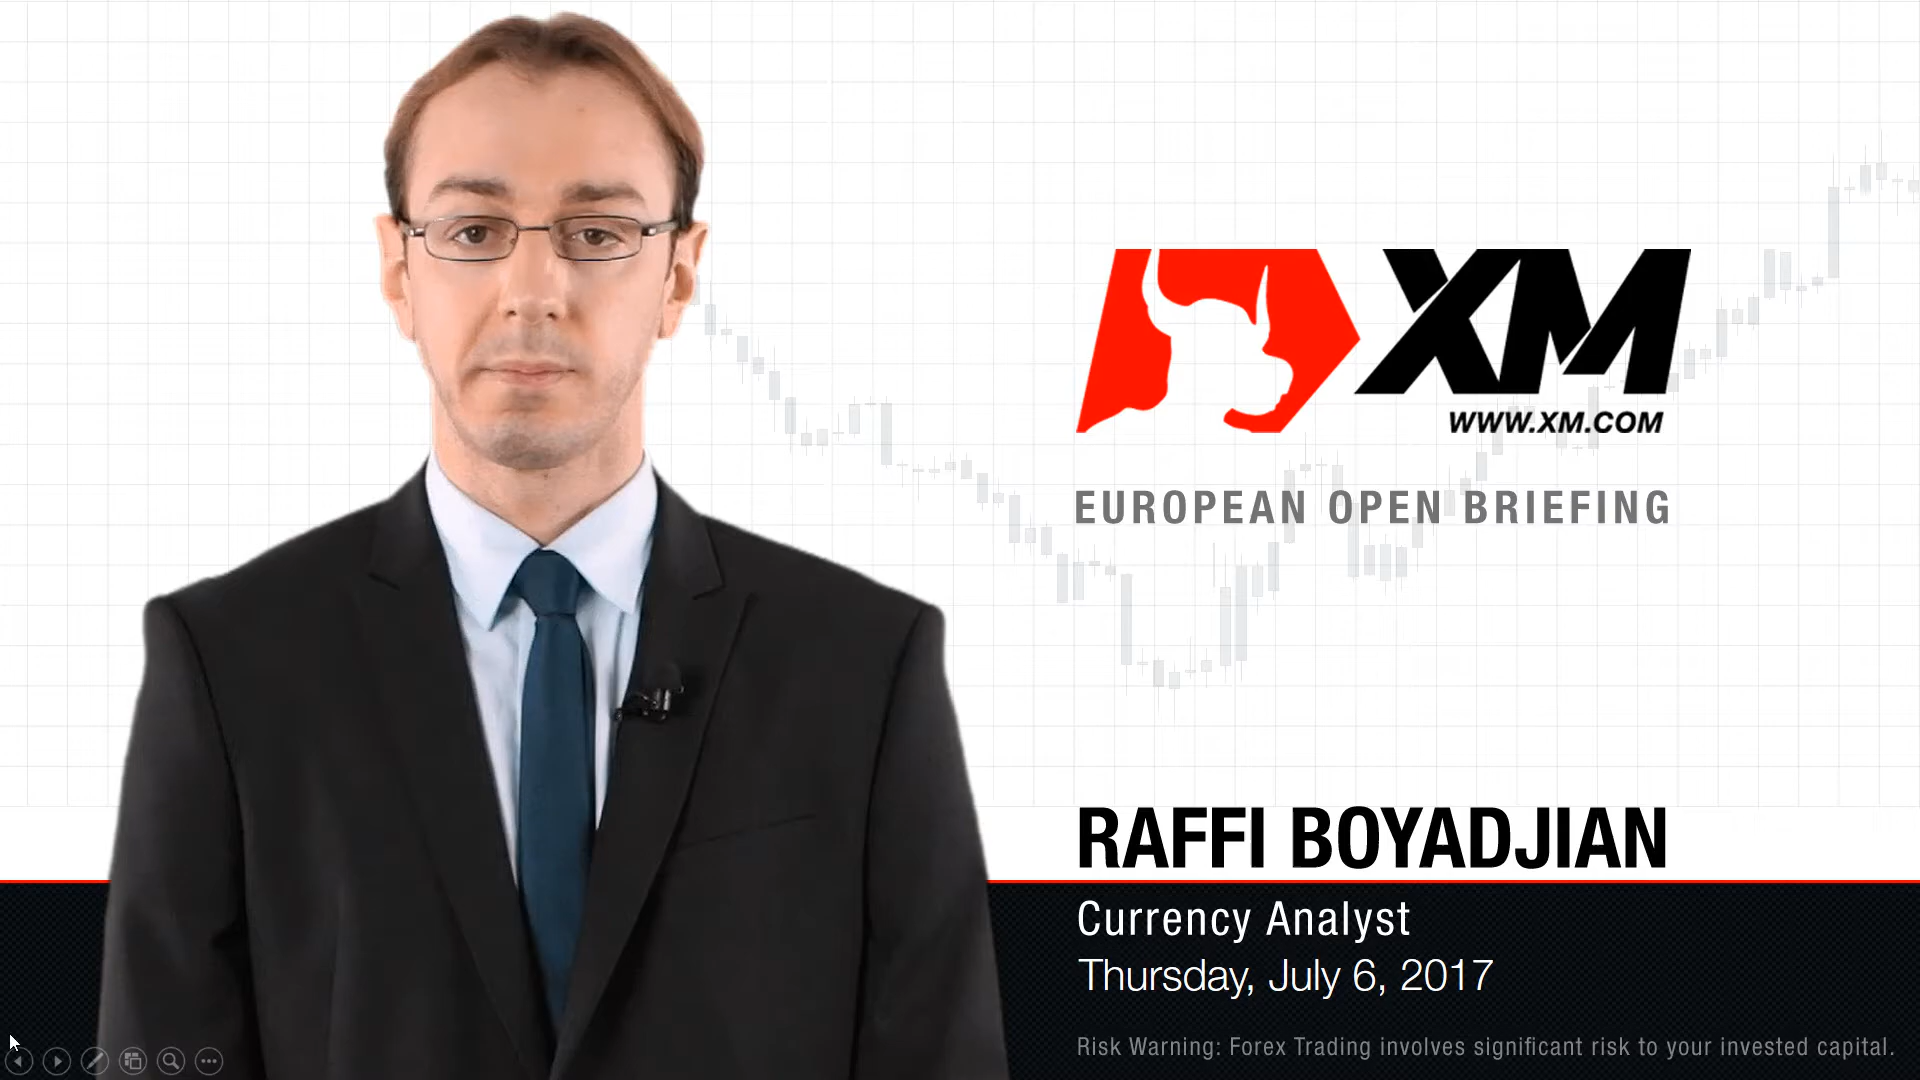 XM
WWW.XM.COM
EUROPEAN OPEN BRIEFING
RAFFI BOYADJIAN
Currency Analyst
Thursday, July 6, 2017
Risk Warning: Forex Trading involves significant risk to your invested capital.